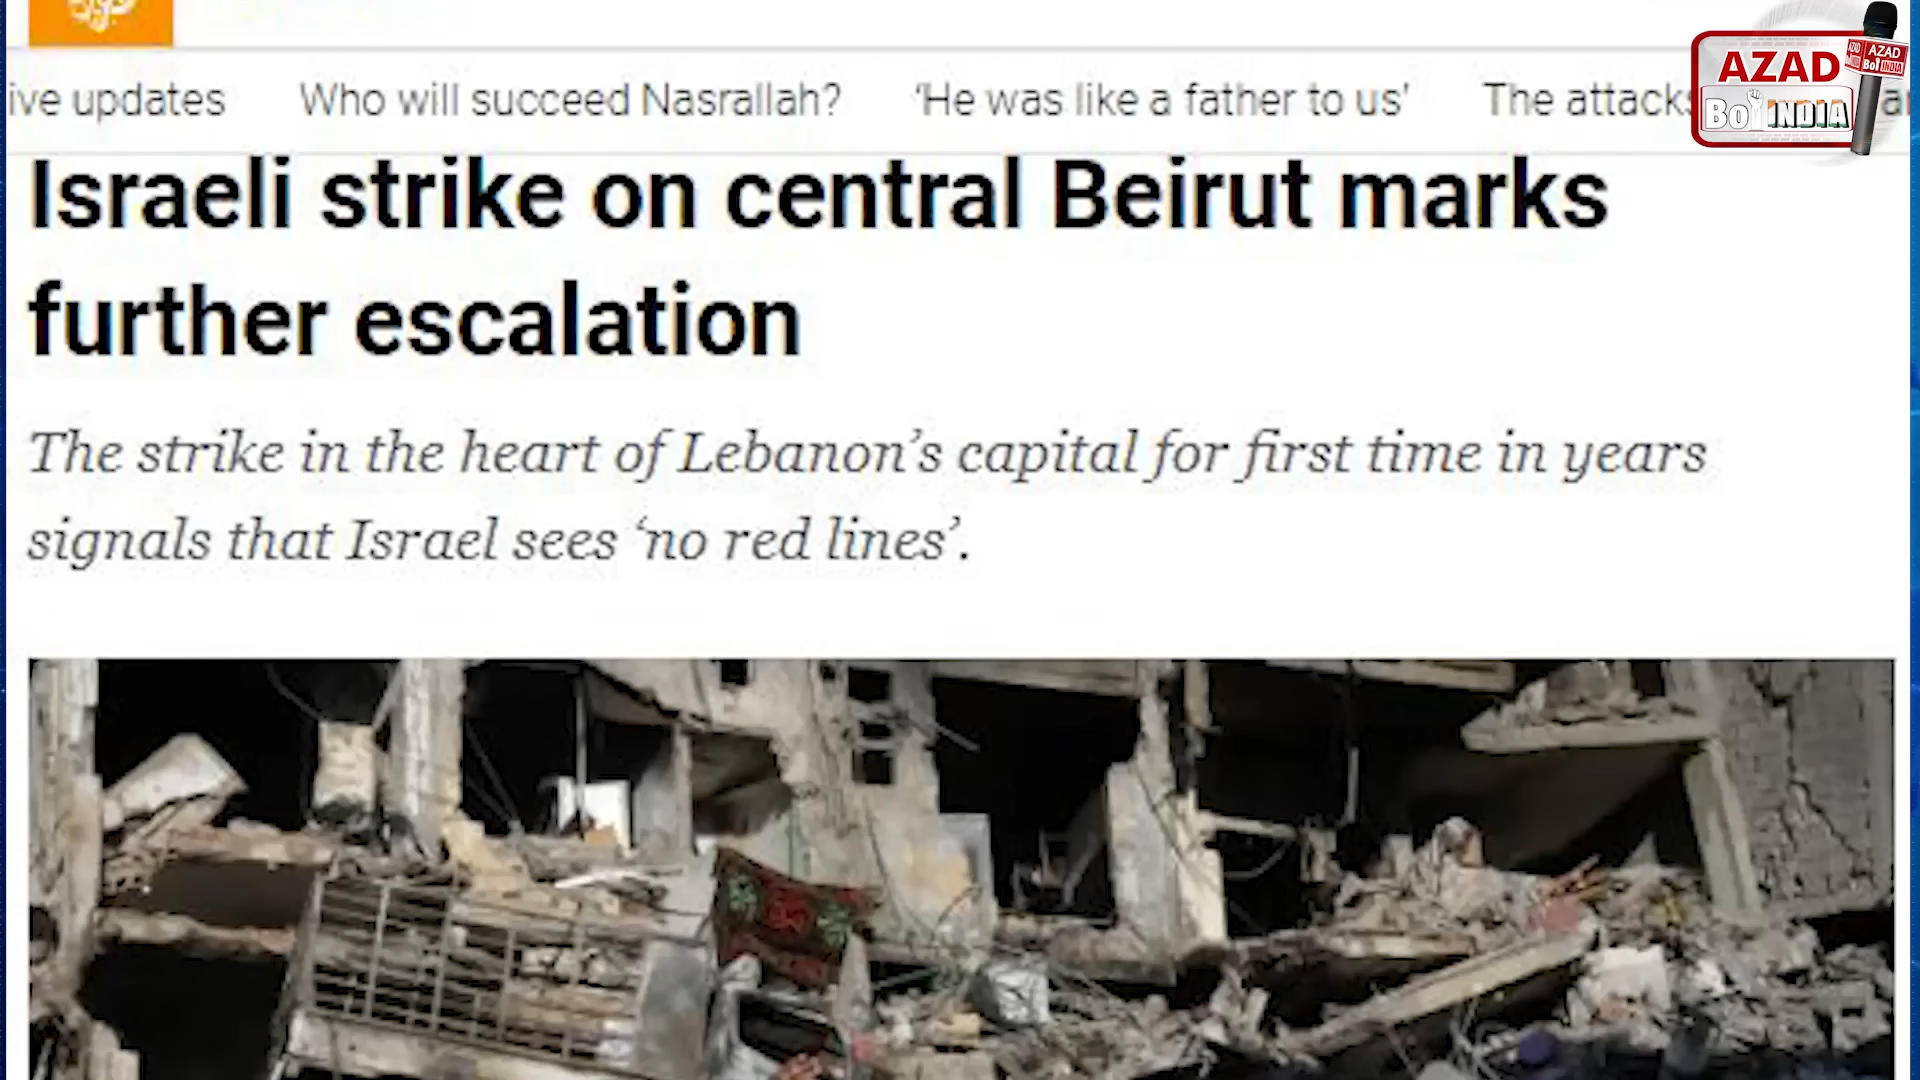 ive updates Who will succeed Nasrallah? ‘He was like a father to us’ The attacks
AZAD
Bol INDIA
AZAD
Bol INDIA
Israeli strike on central Beirut marks
further escalation
The strike in the heart of Lebanon’s capital for first time in years
signals that Israel sees ‘no red lines’.